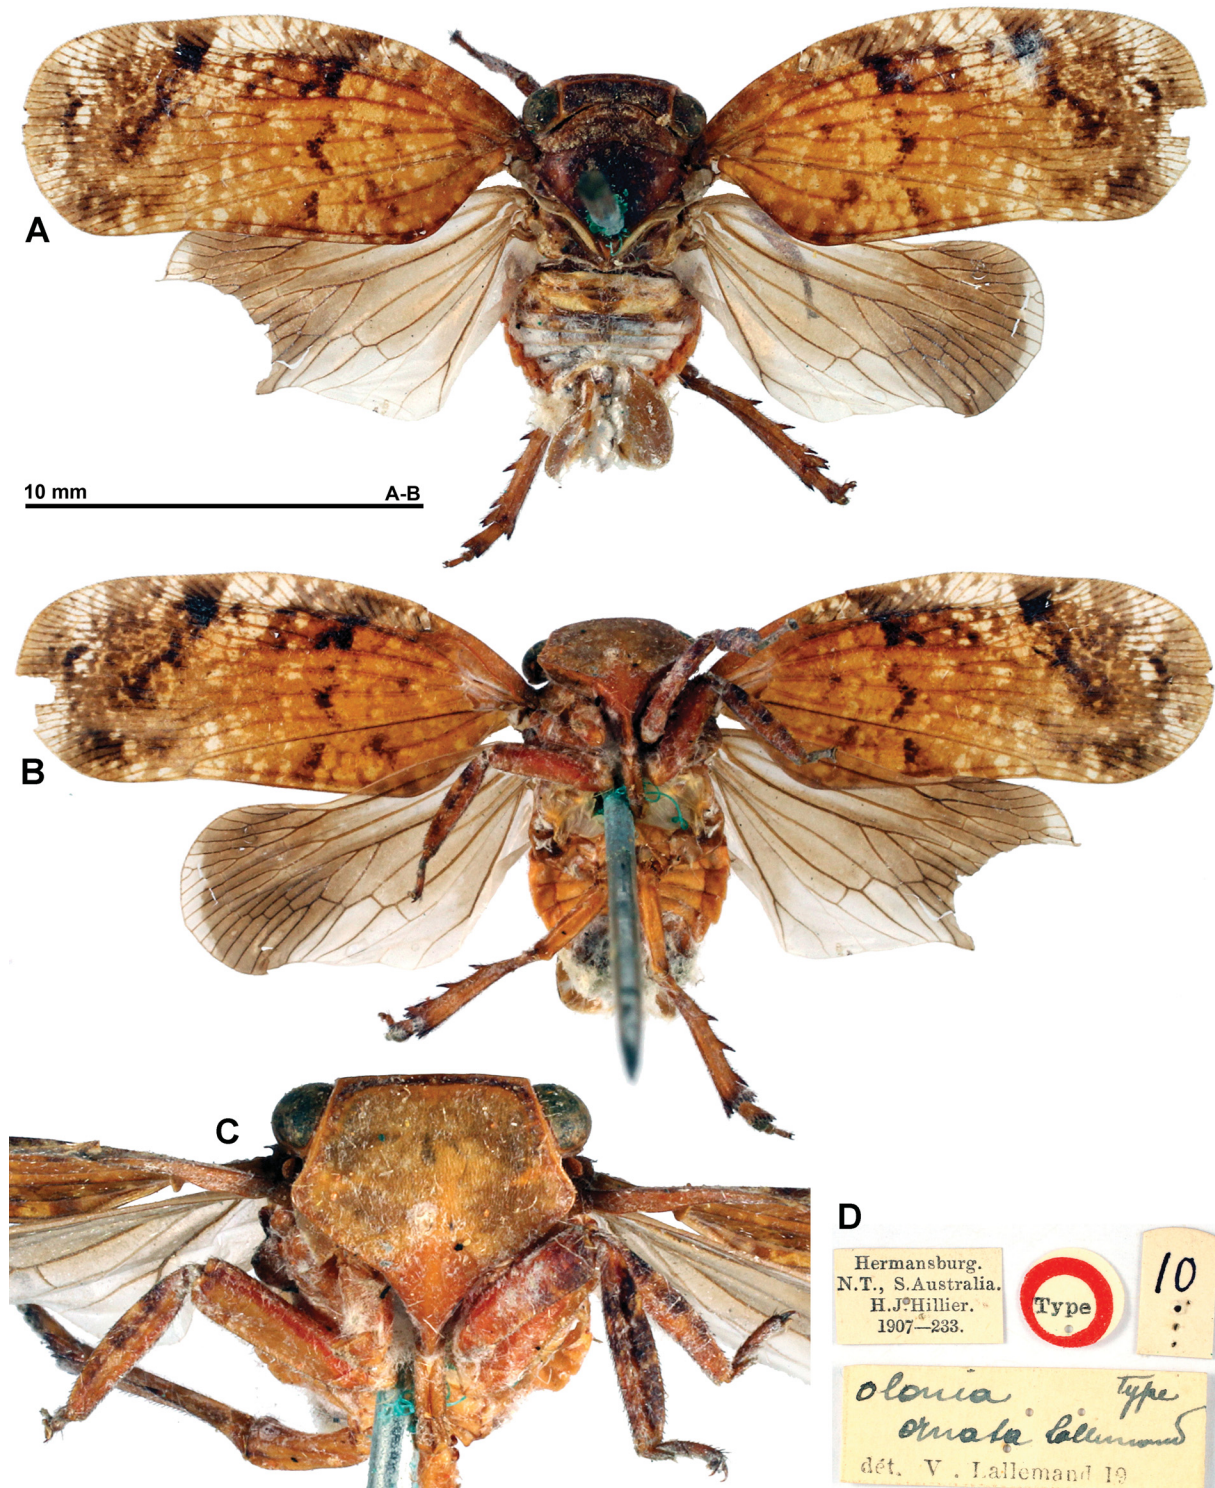 A
10 mm A-B
B
C
D
Hermansburg.
N.T., S. Australia.
H.J. Hillier.
1907—233.
Type
10
olonia Type
ornata Lallemand
dét. V. Lallemand 19